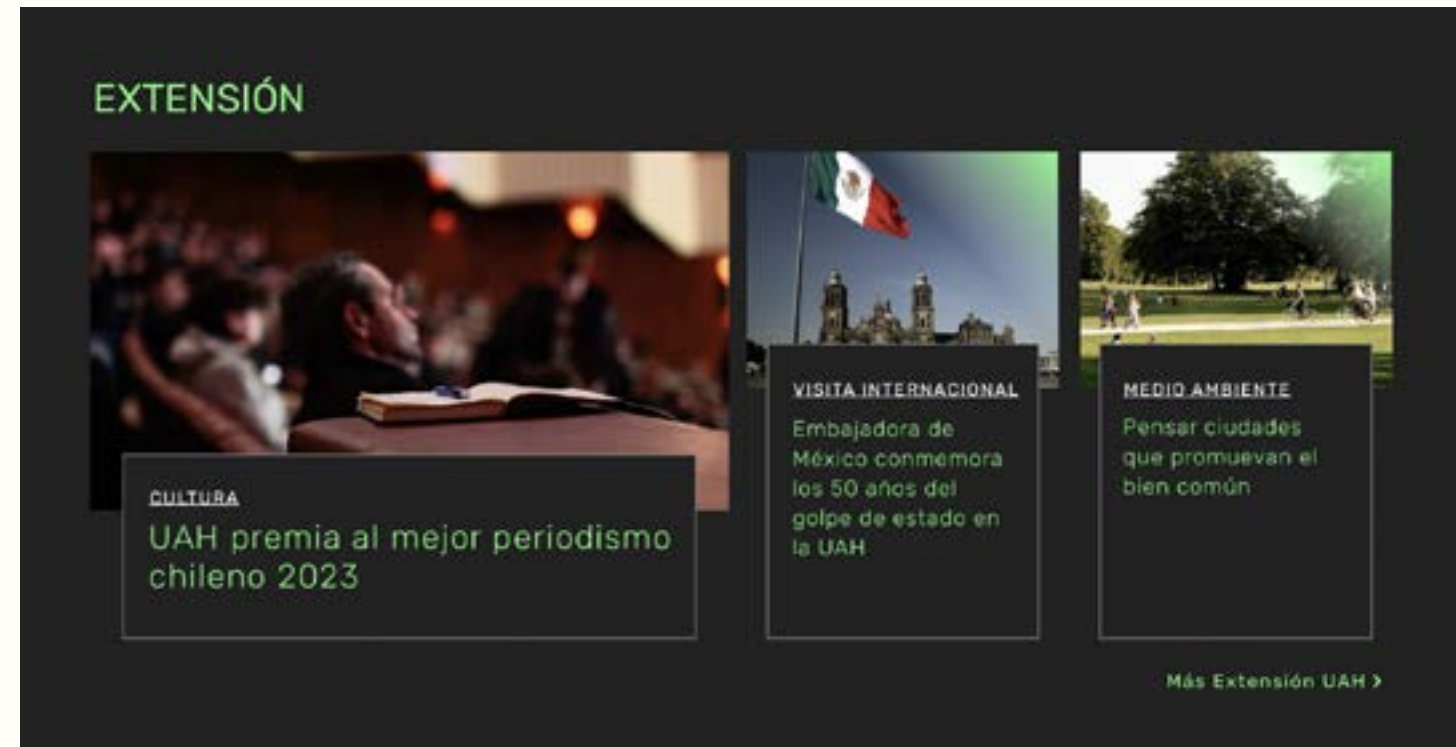 EXTENSIÓN
CULTURA
UAH premia al mejor periodismo
chileno 2023
VISITA INTERNACIONAL
Embajadora de
México conmemora
los 50 años del
golpe de estado en
la UAH
MEDIO AMBIENTE
Pensar ciudades
que promuevan el
bien común
Más Extensión UAH >